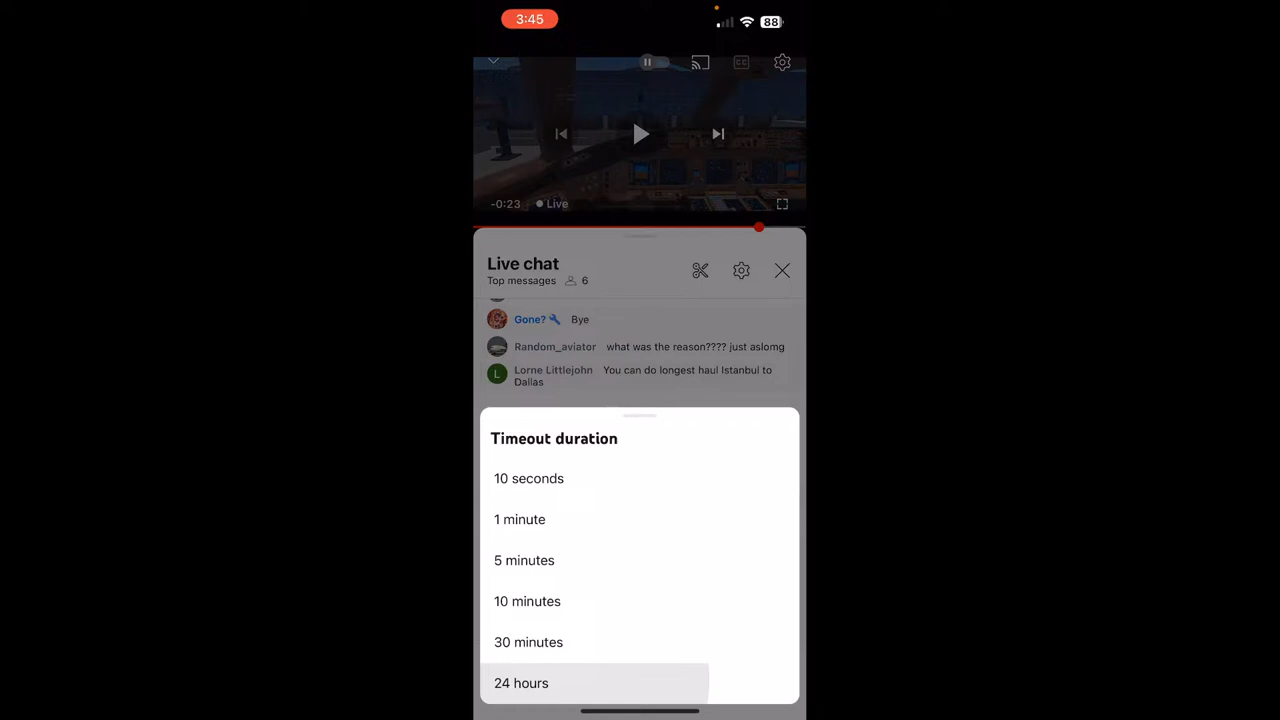 3:45
88
CC
-0:23 Live
Live chat
Top messages 6
Gone? Bye
Random_aviator what was the reason???? just aslomg
L Lorne Littlejohn You can do longest haul Istanbul to
Dallas
Timeout duration
10 seconds
1 minute
5 minutes
10 minutes
30 minutes
24 hours